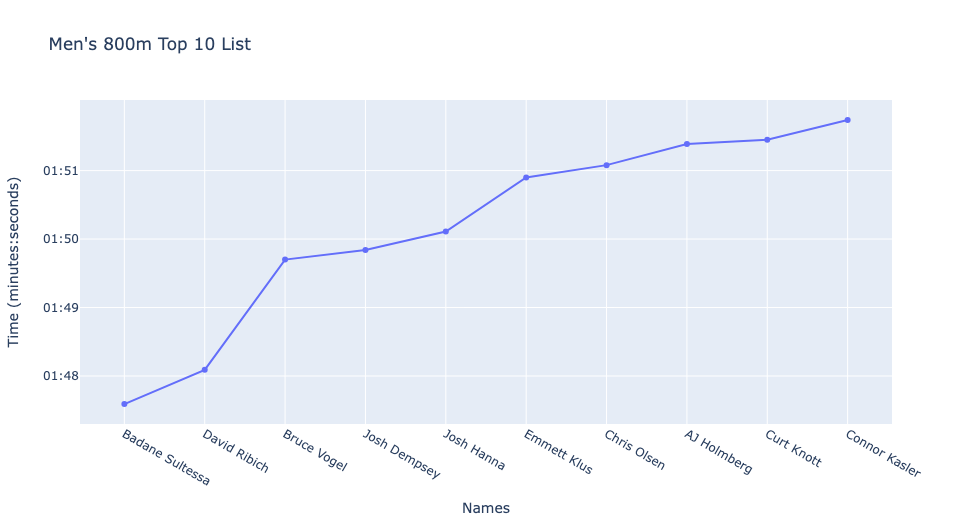 Men's 800m Top 10 List
Time (minutes:seconds)
01:51
01:50
01:49
01:48
Badane Sultessa
David Ribich
Bruce Vogel
Josh Dempsey
Josh Hanna
Emmett Klus
Chris Olsen
AJ Holmberg
Curt Knott
Connor Kasler
Names